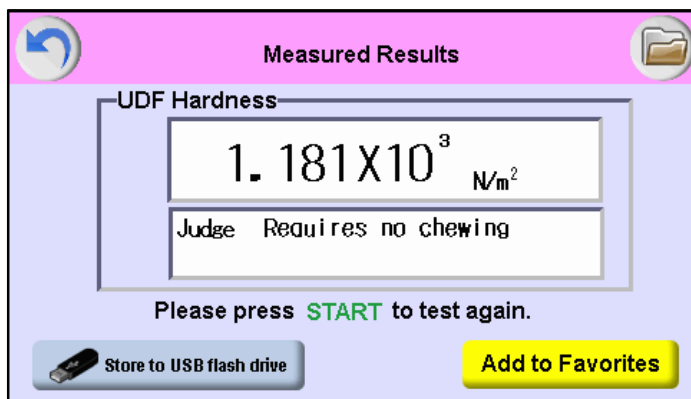 Measured Results
UDF Hardness
1.181X10³ N/m²
Judge Requires no chewing
Please press START to test again.
Store to USB flash drive
Add to Favorites